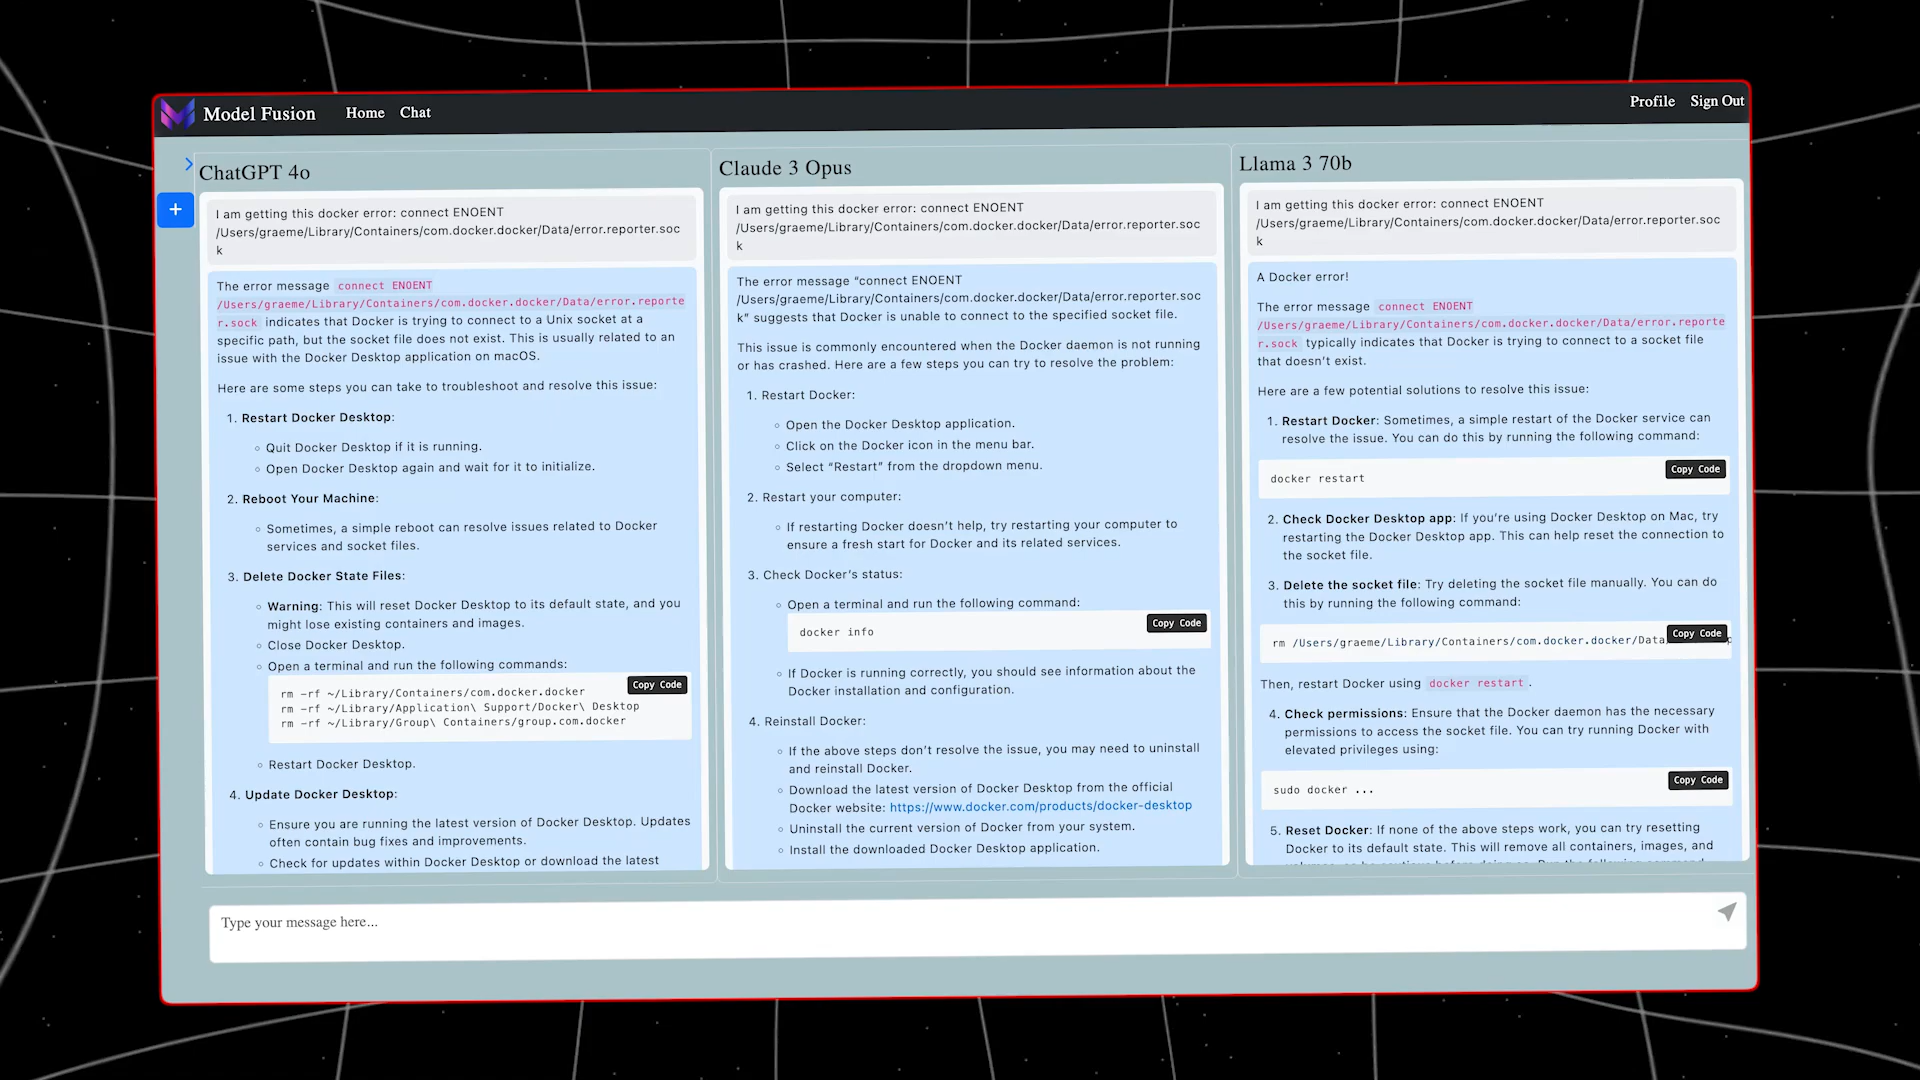 Model Fusion
Home
Chat
Profile
Sign Out
ChatGPT 4o
I am getting this docker error: connect ENOENT
/Users/graeme/Library/Containers/com.docker.docker/Data/error.reporter.soc
k
The error message connect ENOENT
/Users/graeme/Library/Containers/com.docker.docker/Data/error.reporte
r.sock indicates that Docker is trying to connect to a Unix socket at a
specific path, but the socket file does not exist. This is usually related to an
issue with the Docker Desktop application on macOS.
Here are some steps you can take to troubleshoot and resolve this issue:
1. Restart Docker Desktop:
◦ Quit Docker Desktop if it is running.
◦ Open Docker Desktop again and wait for it to initialize.
2. Reboot Your Machine:
◦ Sometimes, a simple reboot can resolve issues related to Docker
services and socket files.
3. Delete Docker State Files:
◦ Warning: This will reset Docker Desktop to its default state, and you
might lose existing containers and images.
◦ Close Docker Desktop.
◦ Open a terminal and run the following commands:
Copy Code
rm -rf ~/Library/Containers/com.docker.docker
rm -rf ~/Library/Application\ Support/Docker\ Desktop
rm -rf ~/Library/Group\ Containers/group.com.docker
◦ Restart Docker Desktop.
4. Update Docker Desktop:
◦ Ensure you are running the latest version of Docker Desktop. Updates
often contain bug fixes and improvements.
◦ Check for updates within Docker Desktop or download the latest
Claude 3 Opus
I am getting this docker error: connect ENOENT
/Users/graeme/Library/Containers/com.docker.docker/Data/error.reporter.soc
k
The error message “connect ENOENT
/Users/graeme/Library/Containers/com.docker.docker/Data/error.reporter.soc
k” suggests that Docker is unable to connect to the specified socket file.
This issue is commonly encountered when the Docker daemon is not running
or has crashed. Here are a few steps you can try to resolve the problem:
1. Restart Docker:
◦ Open the Docker Desktop application.
◦ Click on the Docker icon in the menu bar.
◦ Select “Restart” from the dropdown menu.
2. Restart your computer:
◦ If restarting Docker doesn’t help, try restarting your computer to
ensure a fresh start for Docker and its related services.
3. Check Docker’s status:
◦ Open a terminal and run the following command:
Copy Code
docker info
◦ If Docker is running correctly, you should see information about the
Docker installation and configuration.
4. Reinstall Docker:
◦ If the above steps don’t resolve the issue, you may need to uninstall
and reinstall Docker.
◦ Download the latest version of Docker Desktop from the official
Docker website: https://www.docker.com/products/docker-desktop
◦ Uninstall the current version of Docker from your system.
◦ Install the downloaded Docker Desktop application.
Llama 3 70b
I am getting this docker error: connect ENOENT
/Users/graeme/Library/Containers/com.docker.docker/Data/error.reporter.soc
k
A Docker error!
The error message connect ENOENT
/Users/graeme/Library/Containers/com.docker.docker/Data/error.reporte
r.sock typically indicates that Docker is trying to connect to a socket file
that doesn’t exist.
Here are a few potential solutions to resolve this issue:
1. Restart Docker: Sometimes, a simple restart of the Docker service can
resolve the issue. You can do this by running the following command:
Copy Code
docker restart
2. Check Docker Desktop app: If you’re using Docker Desktop on Mac, try
restarting the Docker Desktop app. This can help reset the connection to
the socket file.
3. Delete the socket file: Try deleting the socket file manually. You can do
this by running the following command:
Copy Code
rm /Users/graeme/Library/Containers/com.docker.docker/Data
Then, restart Docker using docker restart.
4. Check permissions: Ensure that the Docker daemon has the necessary
permissions to access the socket file. You can try running Docker with
elevated privileges using:
Copy Code
sudo docker ...
5. Reset Docker: If none of the above steps work, you can try resetting
Docker to its default state. This will remove all containers, images, and
Type your message here...